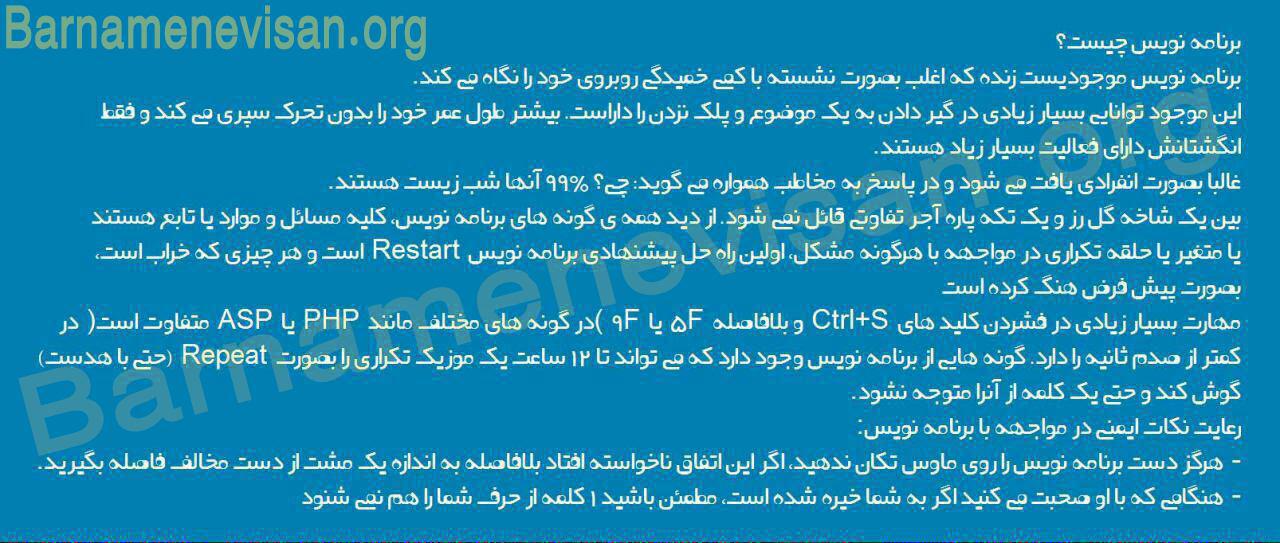 Barnamenevisan.org
برنامه نویس چیست؟
برنامه نویس موجودیست زنده که اغلب بصورت نشسته با کمی خمیدگی روبروی خود را نگاه می کند.
این موجود توانایی بسیار زیادی در گیر دادن به یک موضوع و پلک نزدن را داراست. بیشتر طول عمر خود را بدون تحرک سپری می کند و فقط
انگشتانش دارای فعالیت بسیار زیاد هستند.
غالبا بصورت انفرادی یافت می شود و در پاسخ به مخاطب همواره می گوید: چی؟ 99% آنها شب زیست هستند.
بین یک شاخه گل رز و یک تکه پاره آجر تفاوتی قائل نمی شود. از دید همه ی گونه های برنامه نویس، کلیه مسائل و موارد یا تابع هستند
یا متغیر یا حلقه تکراری در مواجهه با هرگونه مشکل، اولین راه حل پیشنهادی برنامه نویس Restart است و هر چیزی که خراب است،
بصورت پیش فرض هنگ کرده است
مهارت بسیار زیادی در فشردن کلید های Ctrl+S و بلافاصله ۵F یا ۹F )در گونه های مختلف مانند PHP یا ASP متفاوت است( در
کمتر از صدم ثانیه را دارد. گونه هایی از برنامه نویس وجود دارد که می تواند تا ۱۲ ساعت یک موزیک تکراری را بصورت Repeat (حتی با هدست)
گوش کند و حتی یک کلمه از آنرا متوجه نشود.
رعایت نکات ایمنی در مواجهه با برنامه نویس:
- هرگز دست برنامه نویس را روی ماوس تکان ندهید، اگر این اتفاق ناخواسته افتاد بلافاصله به اندازه یک مشت از دست مخالف فاصله بگیرید.
- هنگامی که با او صحبت می کنید اگر به شما خیره شده است، مطمئن باشید ۱ کلمه از حرف شما را هم نمی شنود
Barnamenevisan.org